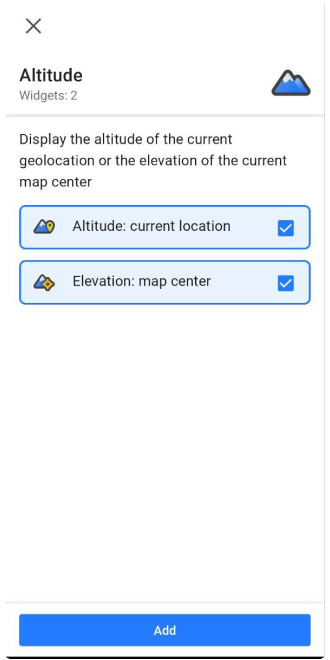 Altitude
Widgets: 2
Display the altitude of the current
geolocation or the elevation of the current
map center
Altitude: current location
Elevation: map center
Add